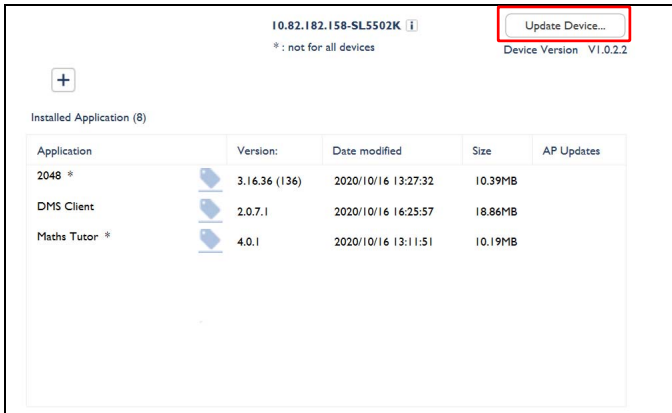 10.82.182.158-SL5502K i
Update Device...
* : not for all devices
Device Version V1.0.2.2
+
Installed Application (8)
Application Version: Date modified Size AP Updates
2048 * 3.16.36 (136) 2020/10/16 13:27:32 10.39MB
DMS Client 2.0.7.1 2020/10/16 16:25:57 18.86MB
Maths Tutor * 4.0.1 2020/10/16 13:11:51 10.19MB